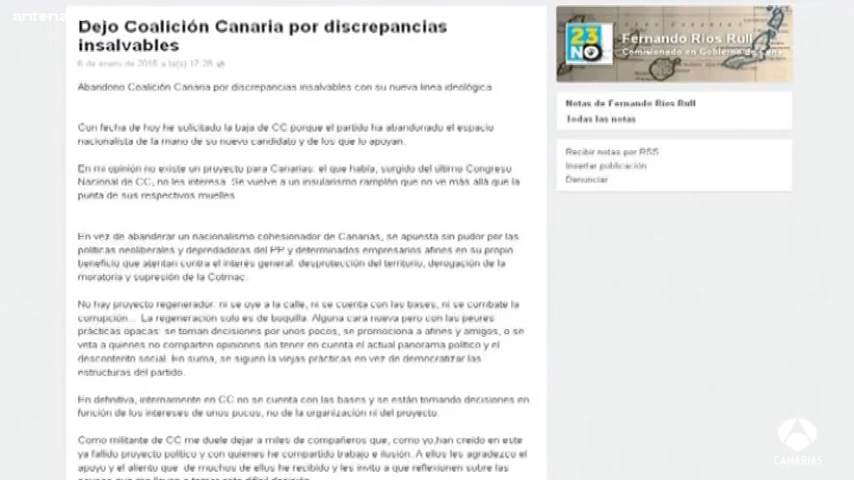 antena
Dejo Coalición Canaria por discrepancias
insalvables
6 de enero de 2015 a la(s) 17:28
Abandono Coalición Canaria por discrepancias insalvables con su nueva línea ideológica
Con fecha de hoy he solicitado la baja de CC porque el partido ha abandonado el espacio
nacionalista de la mano de su nuevo candidato y de los que lo apoyan.
En mi opinión no existe un proyecto para Canarias: el que había, surgido del último Congreso
Nacional de CC, no les interesa. Se vuelve a un insularismo ramplón que no ve más allá que la
punta de sus respectivos muelles
En vez de abanderar un nacionalismo cohesionador de Canarias, se apuesta sin pudor por las
políticas neoliberales y depredadoras del PP y determinados empresarios afines en su propio
beneficio que atentan contra el interés general: desprotección del territorio, derogación de la
moratoria y supresión de la Cotmac.
No hay proyecto regenerador: ni se oye a la calle, ni se cuenta con las bases, ni se combate la
corrupción... La regeneración solo es de boquilla. Alguna cara nueva pero con las peores
prácticas opacas: se toman decisiones por unos pocos, se promociona a afines y amigos, o se
veta a quienes no comparten opiniones sin tener en cuenta el actual panorama político y el
descontento social. En suma, se siguen la viejas prácticas en vez de democratizar las
estructuras del partido.
En definitiva, internamente en CC no se cuenta con las bases y se están tomando decisiones en
función de los intereses de unos pocos, no de la organización ni del proyecto.
Como militante de CC me duele dejar a miles de compañeros que, como yo,han creído en este
ya fallido proyecto político y con quienes he compartido trabajo e ilusión. A ellos les agradezco el
apoyo y el aliento que de muchos de ellos he recibido y les invito a que reflexionen sobre las
23
NO
Fernando Ríos Rull
Comisionado en Gobierno de Cana
Notas de Fernando Ríos Rull
Todas las notas
Recibir notas por RSS
Insertar publicación
Denunciar
CANARIAS